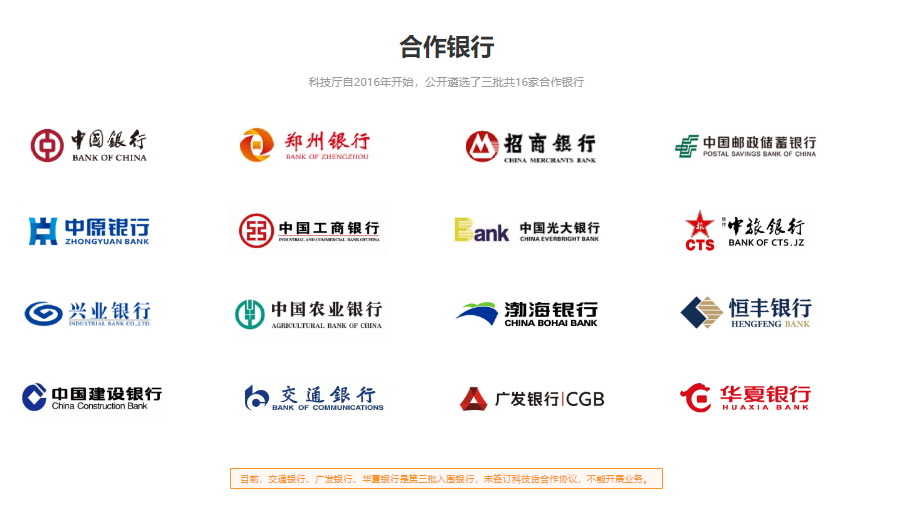 合作银行
科技厅自2016年开始，公开遴选了三批共16家合作银行
中国银行
BANK OF CHINA
郑州银行
BANK OF ZHENGZHOU
招商银行
CHINA MERCHANTS BANK
中国邮政储蓄银行
POSTAL SAVINGS BANK OF CHINA
中原银行
ZHONGYUAN BANK
中国工商银行
INDUSTRIAL AND COMMERCIAL BANK OF CHINA
Bank
中国光大银行
CHINA EVERBRIGHT BANK
CTS
焦作
中旅银行
BANK OF CTS.JZ
兴业银行
INDUSTRIAL BANK CO.,LTD.
中国农业银行
AGRICULTURAL BANK OF CHINA
渤海银行
CHINA BOHAI BANK
恒丰银行
HENGFENG BANK
中国建设银行
China Construction Bank
交通银行
BANK OF COMMUNICATIONS
广发银行|CGB
华夏银行
HUAXIA BANK
目前，交通银行、广发银行、华夏银行是第三批入围银行，未签订科技贷合作协议，不能开展业务。